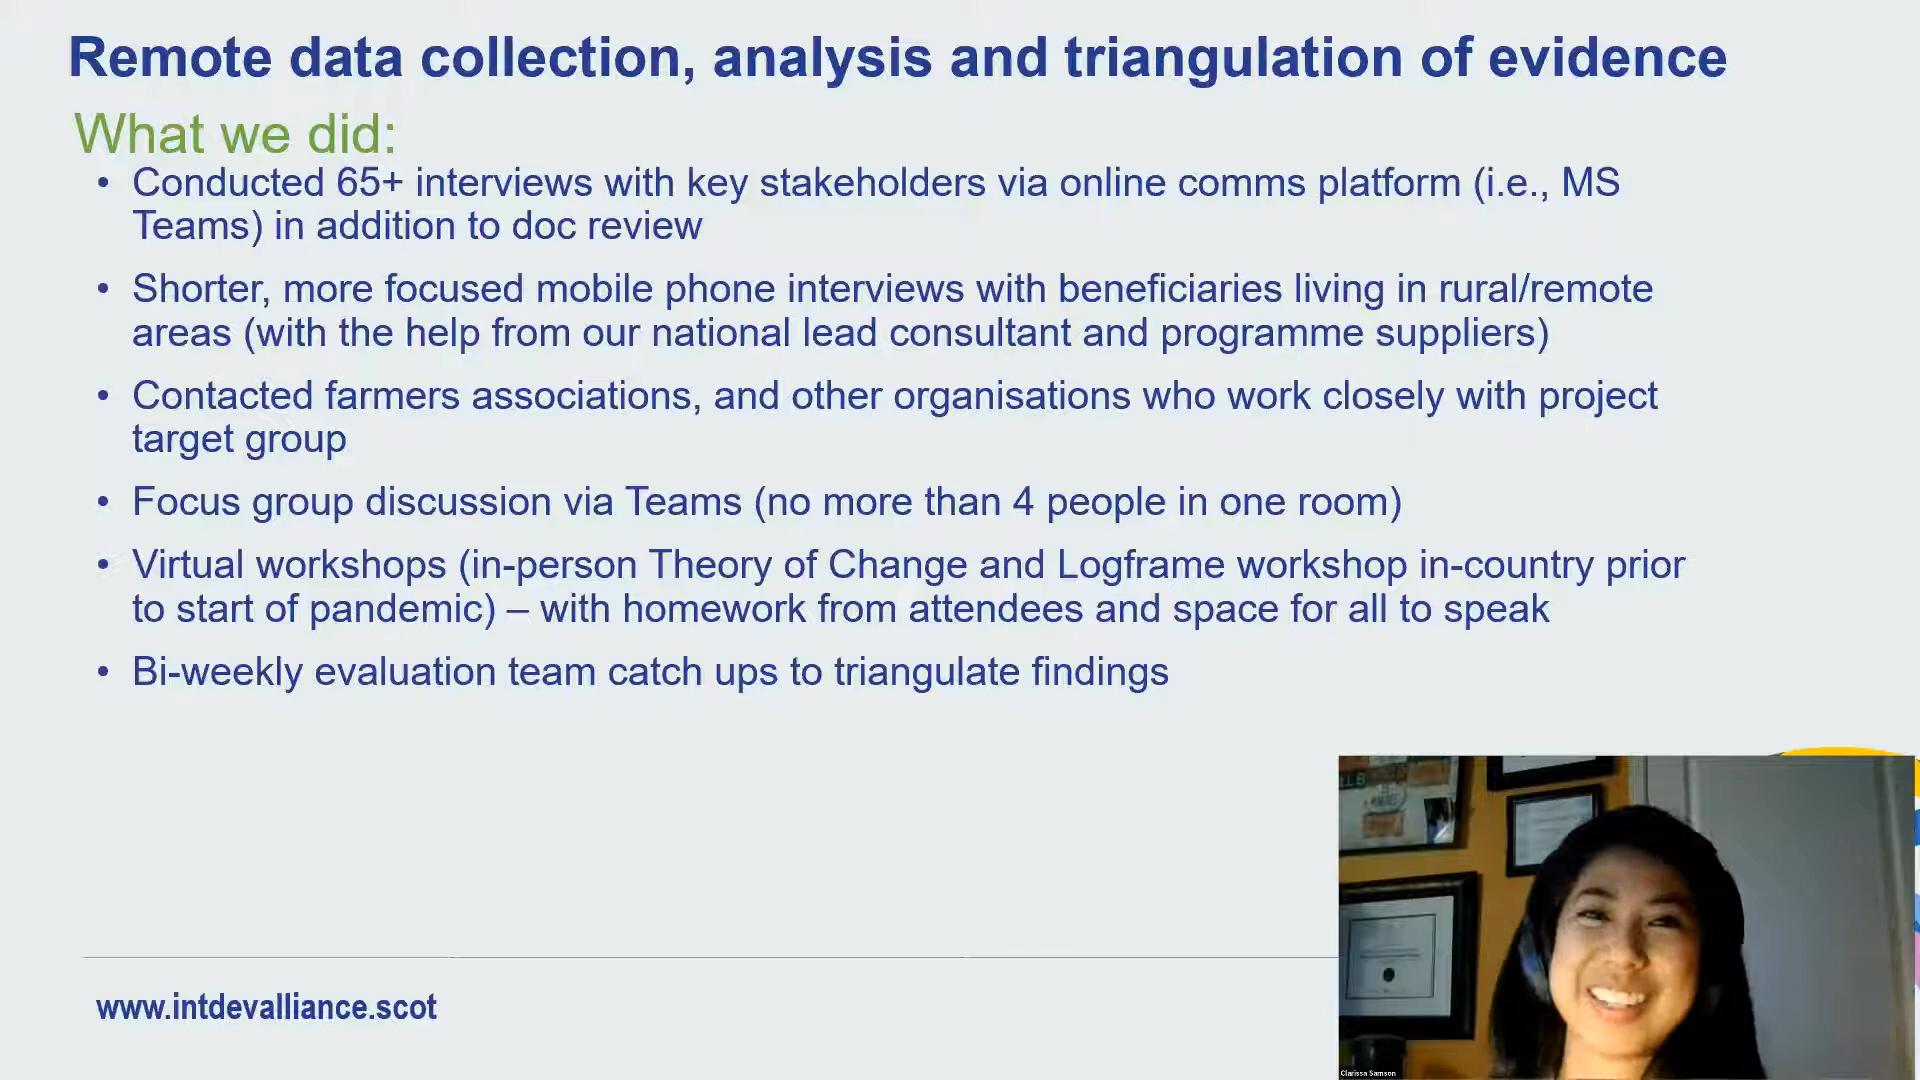 Remote data collection, analysis and triangulation of evidence
What we did:
• Conducted 65+ interviews with key stakeholders via online comms platform (i.e., MS
Teams) in addition to doc review
• Shorter, more focused mobile phone interviews with beneficiaries living in rural/remote
areas (with the help from our national lead consultant and programme suppliers)
• Contacted farmers associations, and other organisations who work closely with project
target group
• Focus group discussion via Teams (no more than 4 people in one room)
• Virtual workshops (in-person Theory of Change and Logframe workshop in-country prior
to start of pandemic) – with homework from attendees and space for all to speak
• Bi-weekly evaluation team catch ups to triangulate findings
www.intdevalliance.scot
Clarissa Samson